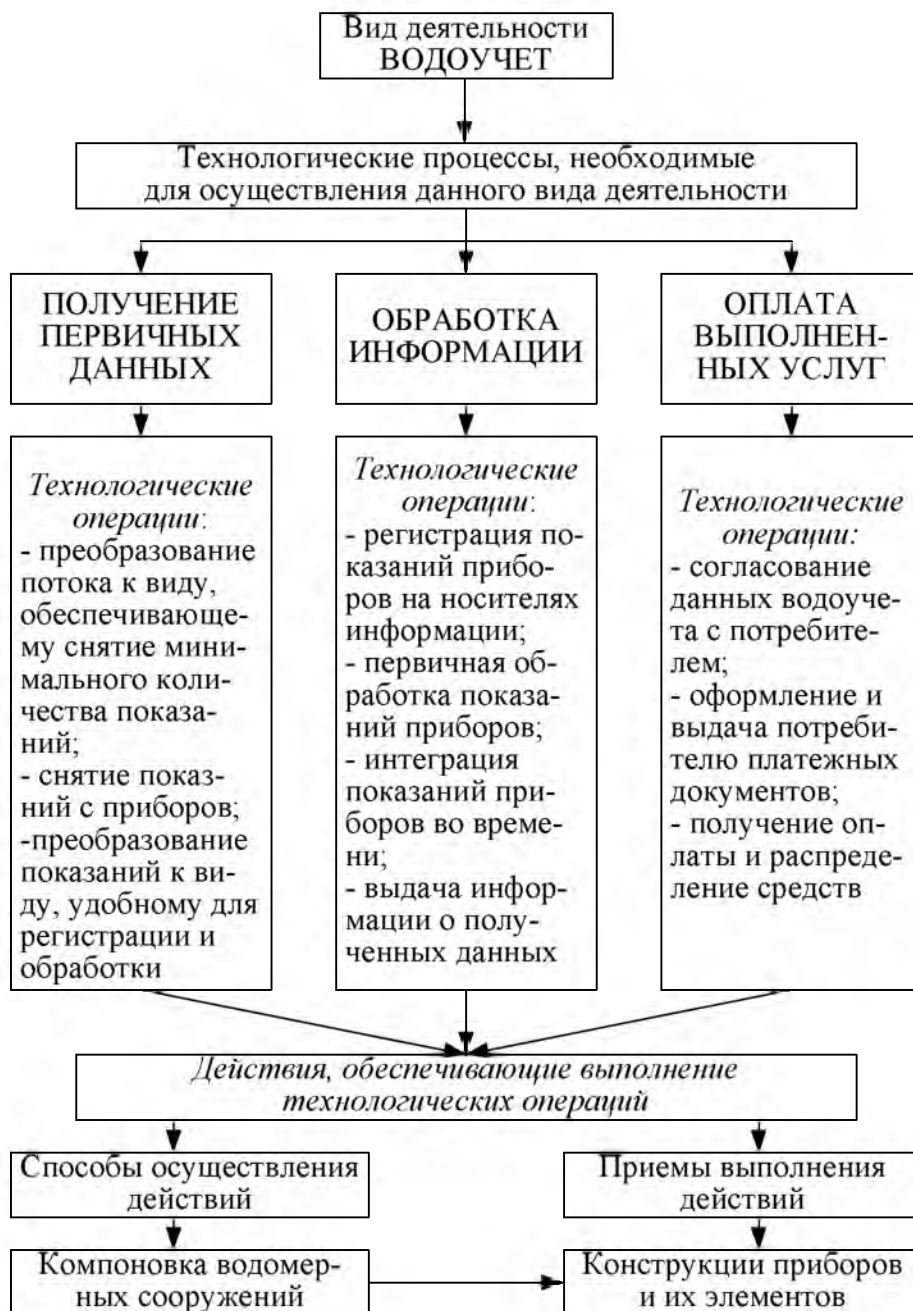 Вид деятельности
ВОДОУЧЕТ
Технологические процессы, необходимые
для осуществления данного вида деятельности
ПОЛУЧЕНИЕ
ПЕРВИЧНЫХ
ДАННЫХ
ОБРАБОТКА
ИНФОРМАЦИИ
ОПЛАТА
ВЫПОЛНЕН-
НЫХ УСЛУГ
Технологические
операции:
- преобразование
потока к виду,
обеспечивающе-
му снятие мини-
мального коли-
чества показа-
ний;
- снятие показ-
ний с приборов;
-преобразование
показаний к ви-
ду, удобному для
регистрации и
обработки
Технологические
операции:
- регистрация по-
казаний прибо-
ров на носителях
информации;
- первичная об-
работка показа-
ний приборов;
- интеграция
показаний при-
боров во време-
ни;
- выдача инфор-
мации о полу-
ченных данных
Технологические
операции:
- согласование
данных водоуче-
та с потребите-
лем;
- оформление и
выдача потреби-
телю платежных
документов;
- получение оп-
латы и распреде-
ление средств
Действия, обеспечивающие выполнение
технологических операций
Способы осуществления
действий
Приемы выполнения
действий
Компоновка водомер-
ных сооружений
Конструкции приборов
и их элементов